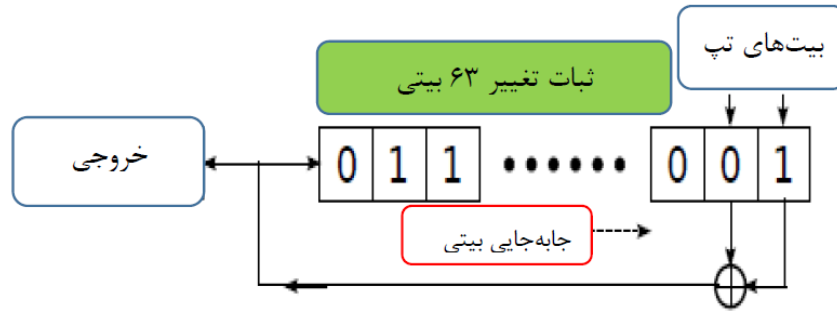 بیت‌های تپ
ثبات تغییر ۶۳ بیتی
خروجی
0 1 1 ...... 0 0 1
جابه‌جایی بیتی